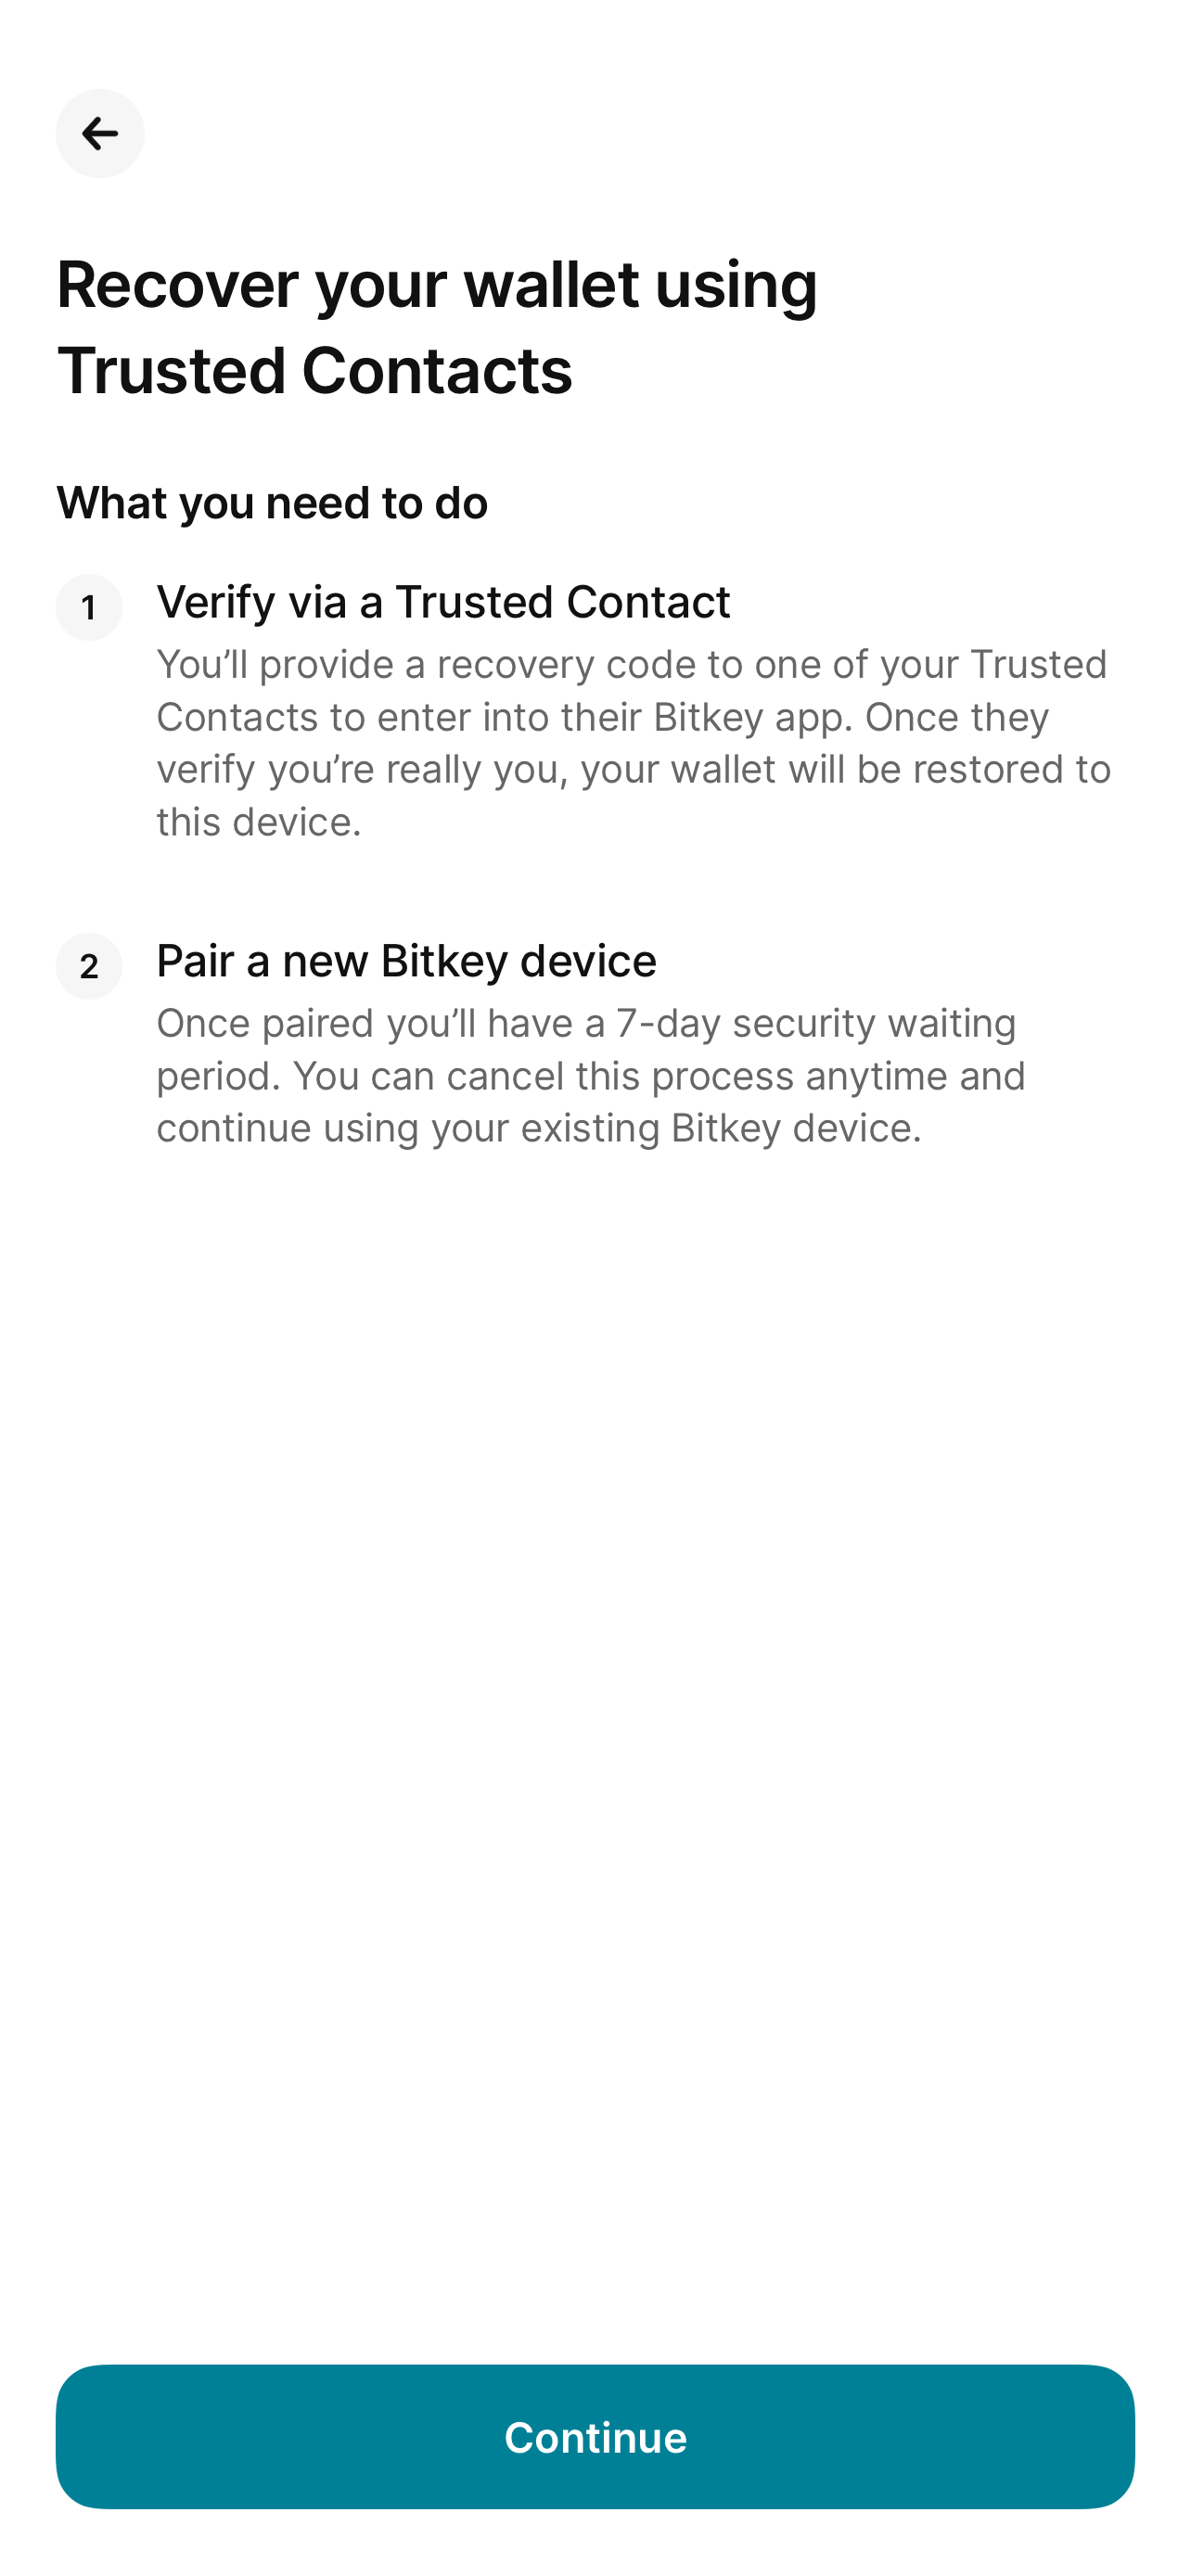 Recover your wallet using
Trusted Contacts
What you need to do
1
Verify via a Trusted Contact
You’ll provide a recovery code to one of your Trusted
Contacts to enter into their Bitkey app. Once they
verify you’re really you, your wallet will be restored to
this device.
2
Pair a new Bitkey device
Once paired you’ll have a 7-day security waiting
period. You can cancel this process anytime and
continue using your existing Bitkey device.
Continue